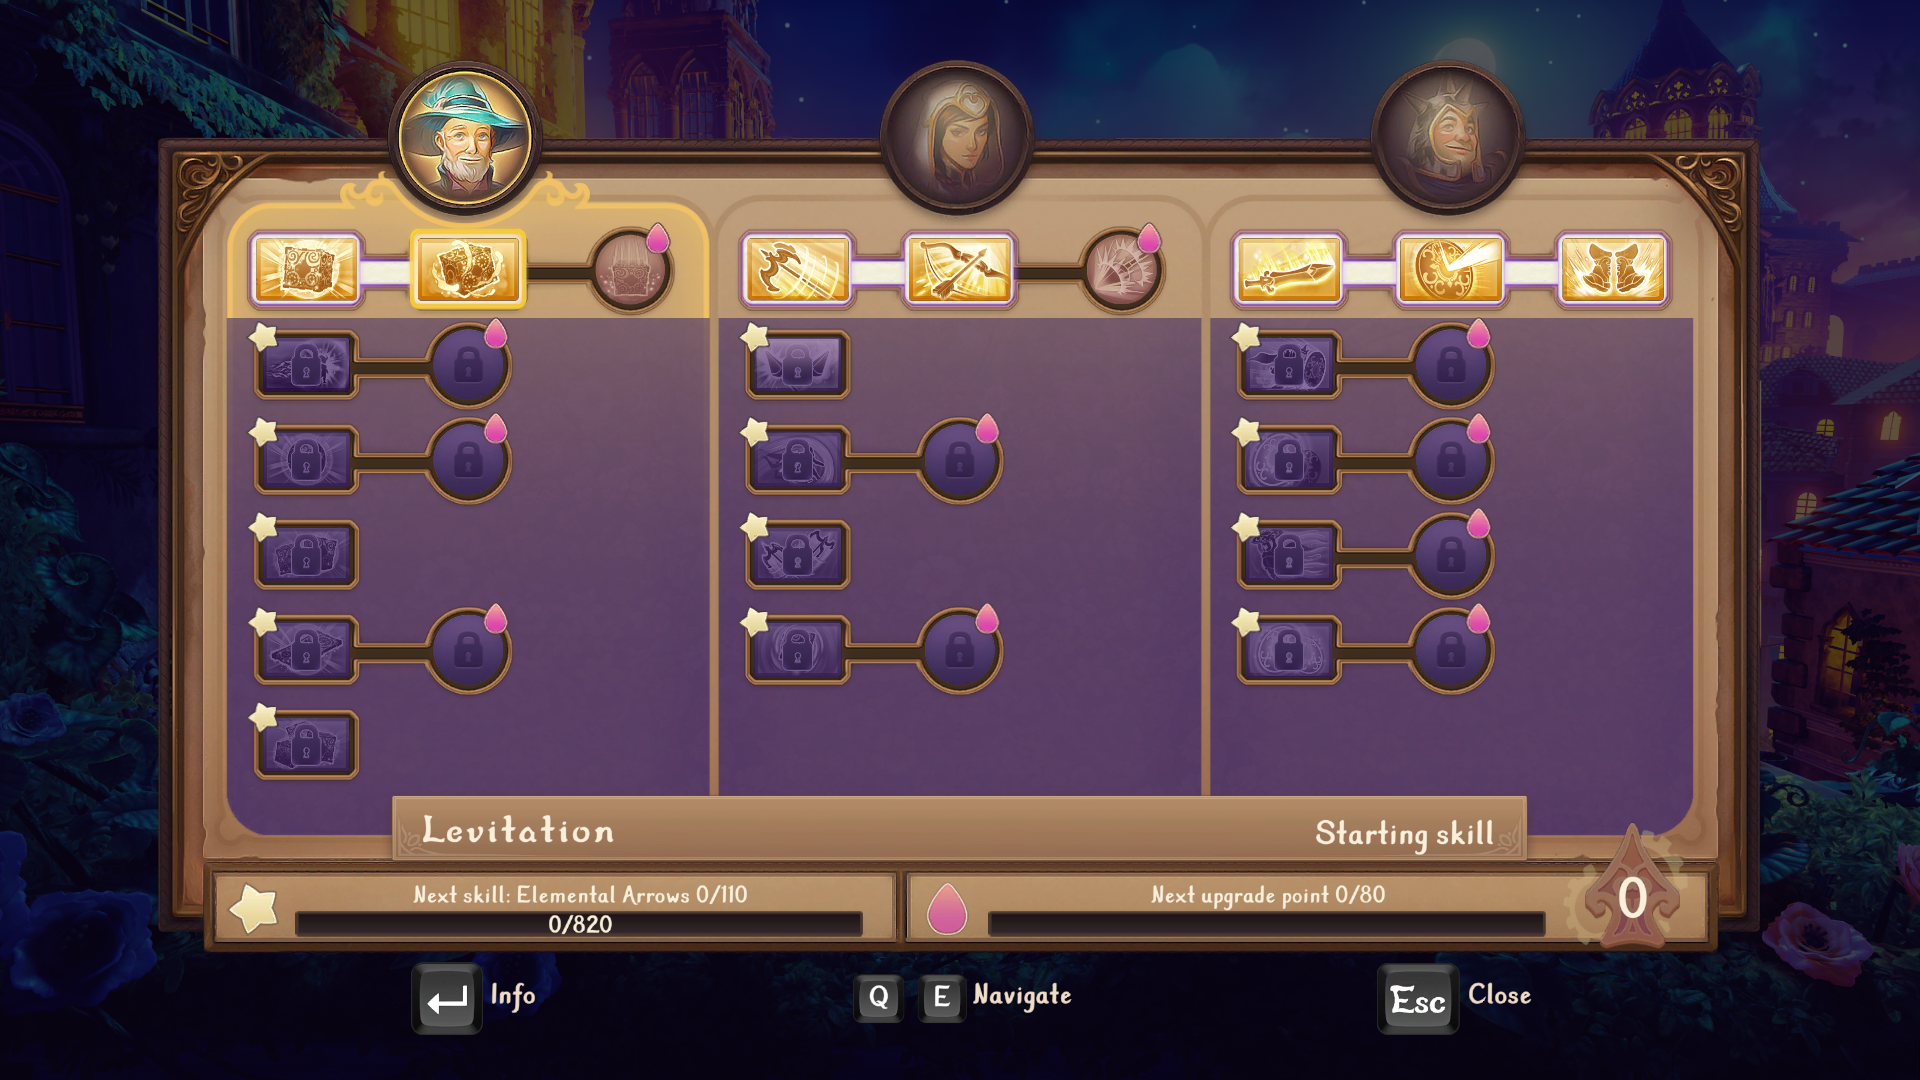 Levitation
Starting skill
Next skill: Elemental Arrows 0/110
0/820
Next upgrade point 0/80
0
Info
Q E Navigate
Esc Close